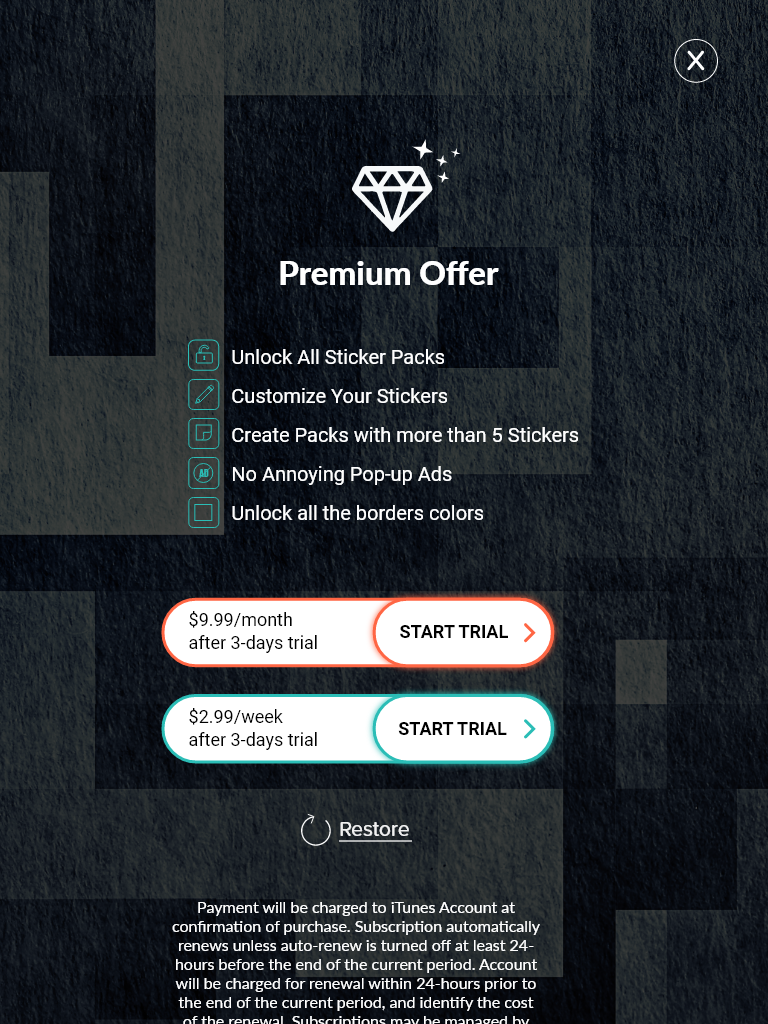 X
Premium Offer
Unlock All Sticker Packs
Customize Your Stickers
Create Packs with more than 5 Stickers
AD
No Annoying Pop-up Ads
Unlock all the borders colors
$9.99/month
after 3-days trial
START TRIAL
$2.99/week
after 3-days trial
START TRIAL
Restore
Payment will be charged to iTunes Account at
confirmation of purchase. Subscription automatically
renews unless auto-renew is turned off at least 24-
hours before the end of the current period. Account
will be charged for renewal within 24-hours prior to
the end of the current period, and identify the cost
of the renewal. Subscriptions may be managed by